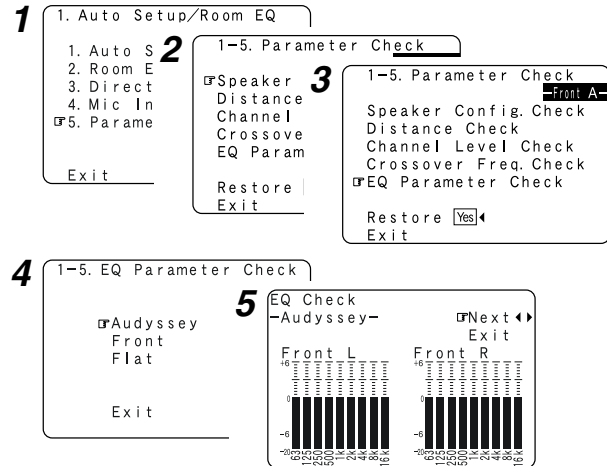 1
1. Auto Setup/Room EQ
1. Auto S
2. Room E
3. Direct
4. Mic In
5. Parame
Exit
2
1-5. Parameter Check
Speaker
Distance
Channel
Crossove
EQ Param
Restore
Exit
3
1-5. Parameter Check
-Front A-
Speaker Config. Check
Distance Check
Channel Level Check
Crossover Freq. Check
EQ Parameter Check
Restore Yes
Exit
4
1-5. EQ Parameter Check
Audyssey
Front
Flat
Exit
5
EQ Check
-Audyssey-
Next
Exit
Front L
+6
0
-6
-20
63 125 250 500 1k 2k 4k 8k 16k
Front R
+6
0
-6
-20
63 125 250 500 1k 2k 4k 8k 16k